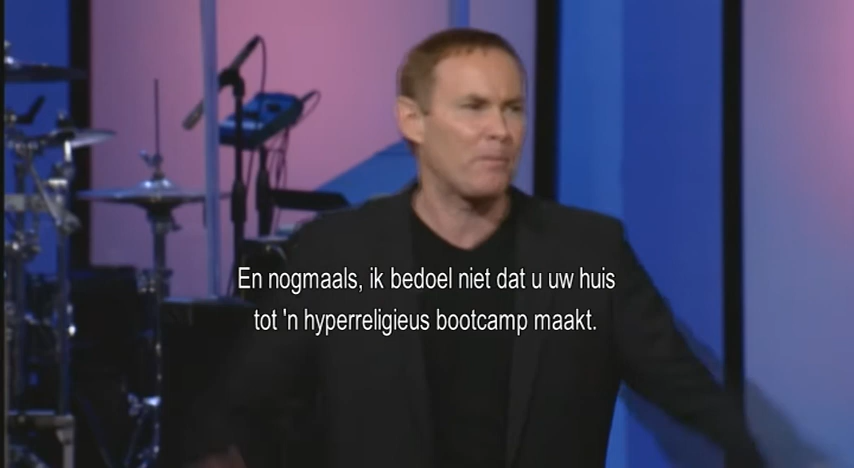 En nogmaals, ik bedoel niet dat u uw huis
tot 'n hyperreligieus bootcamp maakt.